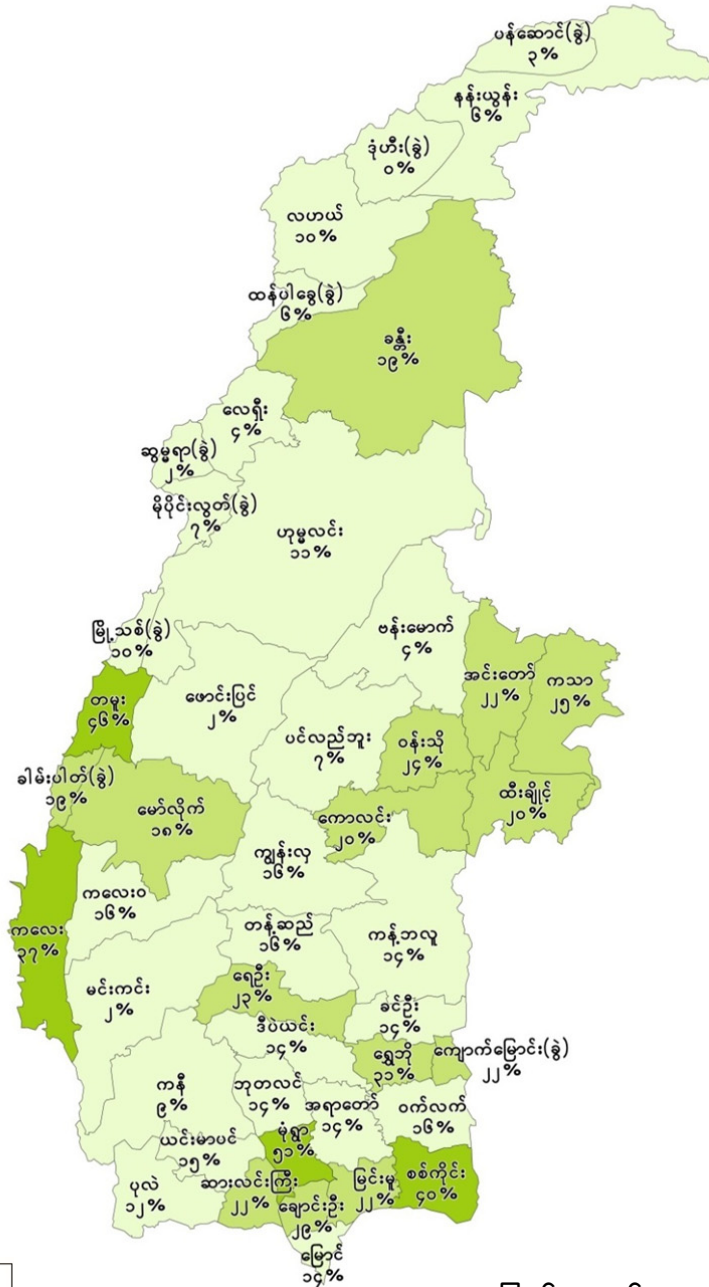 ပန်ဆောင်(ခွဲ)
၃%
နန်းယွန်း
၆%
ဒုံဟီး(ခွဲ)
၀%
လဟယ်
၁၀%
ထန်ပါခွေ(ခွဲ)
၆%
ခန္တီး
၁၉%
လေရှီး
၄%
ဆွမ္မရာ(ခွဲ)
၂%
မိုပိုင်းလွတ်(ခွဲ)
၇%
ဟုမ္မလင်း
၁၁%
မြို့သစ်(ခွဲ)
၁၀%
ဗန်းမောက်
၄%
အင်းတော်
၂၂%
ကသာ
၂၅%
တမူး
၄၆%
ဖောင်းပြင်
၂%
ပင်လည်ဘူး
၇%
ဝန်းသို
၂၄%
ခါမ်းပါတ်(ခွဲ)
၁၉%
မော်လိုက်
၁၈%
ထီးချိုင့်
၂၀%
ကောလင်း
၂၀%
ကျွန်းလှ
၁၆%
ကလေးဝ
၁၆%
ကလေး
၃၇%
တန့်ဆည်
၁၆%
ကန့်ဘလူ
၁၄%
မင်းကင်း
၂%
ရေဦး
၂၃%
ခင်ဦး
၁၄%
ဒီပဲယင်း
၁၄%
ရွှေဘို
၃၁%
ကျောက်မြောင်း(ခွဲ)
၂၂%
ကနီ
၉%
ဘုတလင်
၁၄%
အရာတော်
၁၄%
ဝက်လက်
၁၆%
ယင်းမာပင်
၁၅%
မုံရွာ
၅၁%
ပုလဲ
၁၂%
ဆားလင်းကြီး
၂၂%
ချောင်းဦး
၂၉%
မြင်းမူ
၂၂%
စစ်ကိုင်း
၄၀%
မြောင်
၁၄%